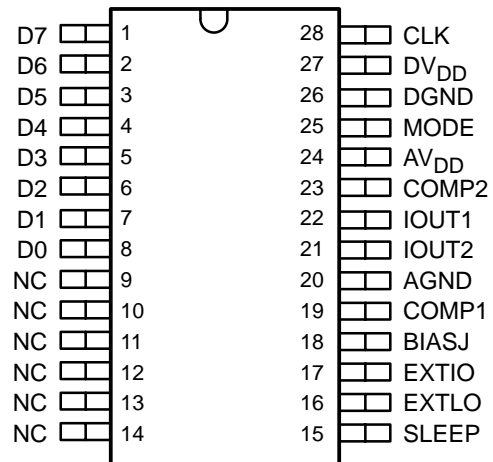 D7 1 28 CLK
D6 2 27 DVDD
D5 3 26 DGND
D4 4 25 MODE
D3 5 24 AVDD
D2 6 23 COMP2
D1 7 22 IOUT1
D0 8 21 IOUT2
NC 9 20 AGND
NC 10 19 COMP1
NC 11 18 BIASJ
NC 12 17 EXTIO
NC 13 16 EXTLO
NC 14 15 SLEEP